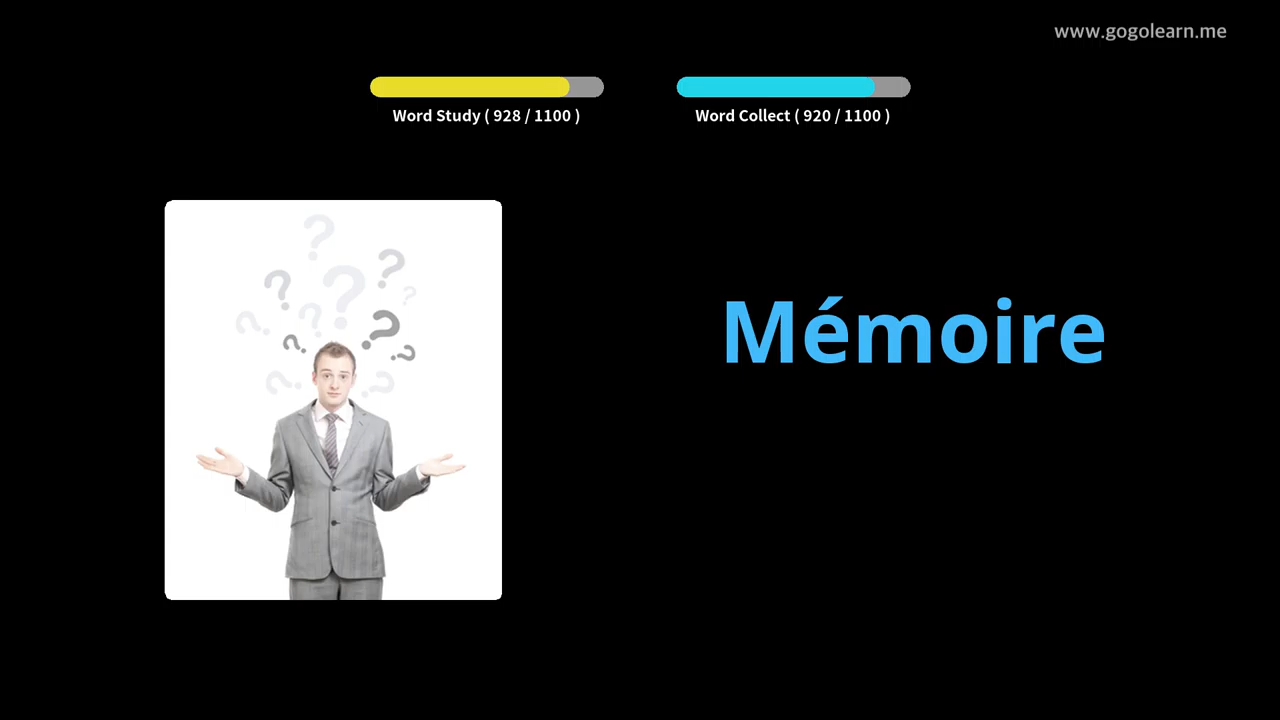 www.gogolearn.me
Word Study ( 928 / 1100 )
Word Collect ( 920 / 1100 )
? ? ? ? ? ? ? ? ? ? ? ?
Mémoire